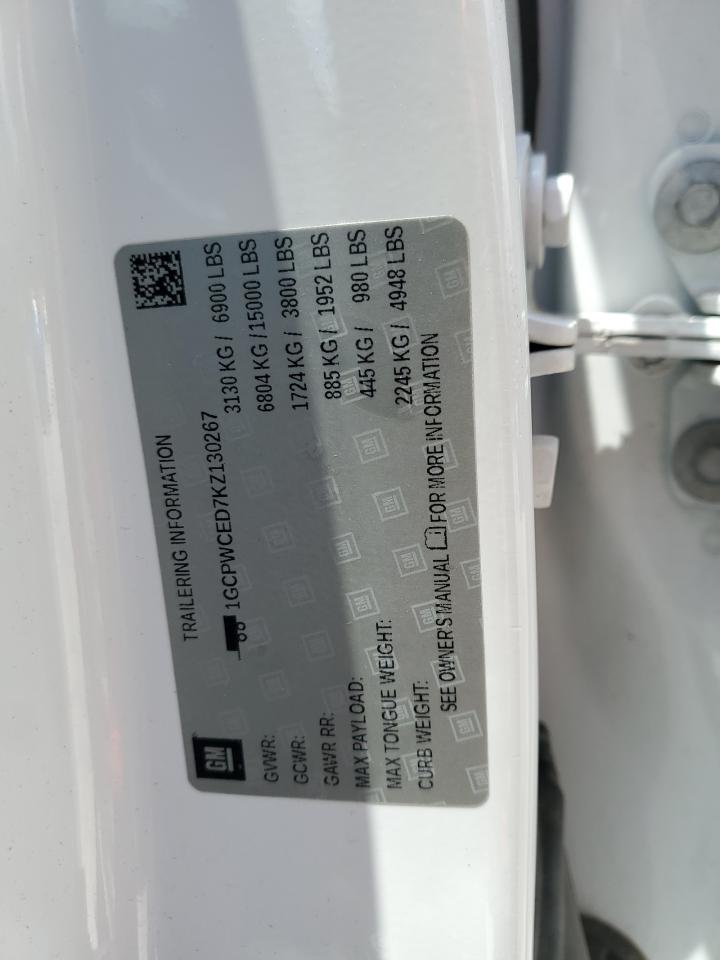 GM
TRAILERING INFORMATION
1GCPWCED7KZ130267
GVWR: 3130 KG / 6900 LBS
GCWR: 6804 KG / 15000 LBS
GAWR RR: 1724 KG / 3800 LBS
MAX PAYLOAD: 885 KG / 1952 LBS
MAX TONGUE WEIGHT: 445 KG / 980 LBS
CURB WEIGHT: 2245 KG / 4948 LBS
SEE OWNER'S MANUAL FOR MORE INFORMATION